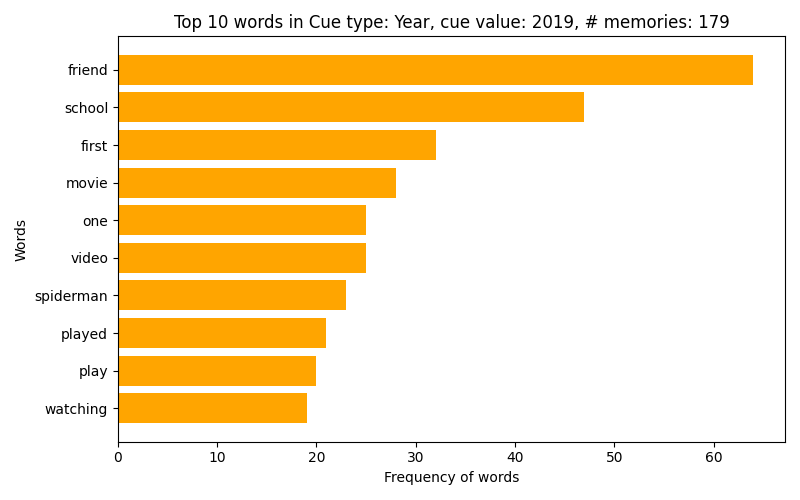 Top 10 words in Cue type: Year, cue value: 2019, # memories: 179
Words
friend
school
first
movie
one
video
spiderman
played
play
watching
0 10 20 30 40 50 60
Frequency of words